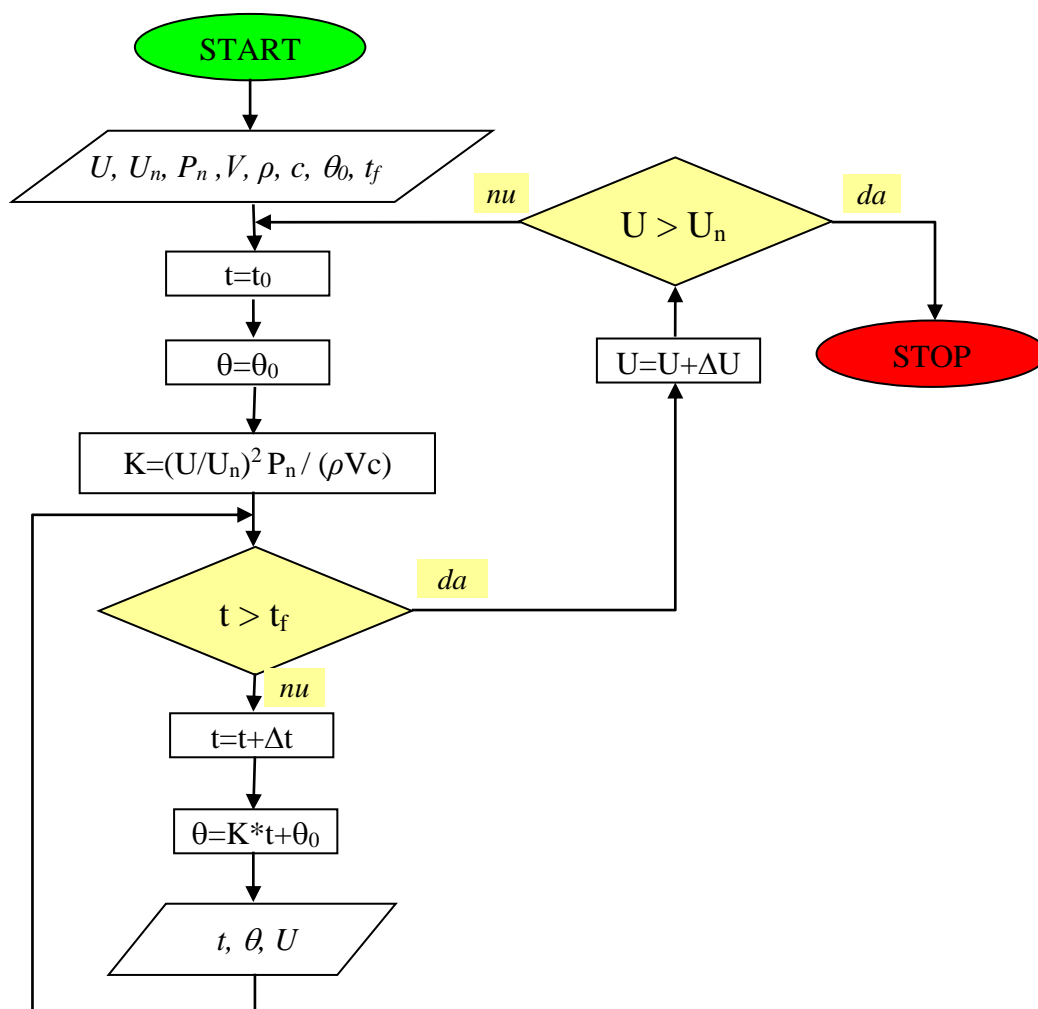 START
U, Uₙ, Pₙ ,V, ρ, c, θ₀, t_f
nu
da
U > Uₙ
t=t₀
STOP
U=U+ΔU
θ=θ₀
K=(U/Uₙ)² Pₙ / (ρVc)
da
t > t_f
nu
t=t+Δt
θ=K*t+θ₀
t, θ, U